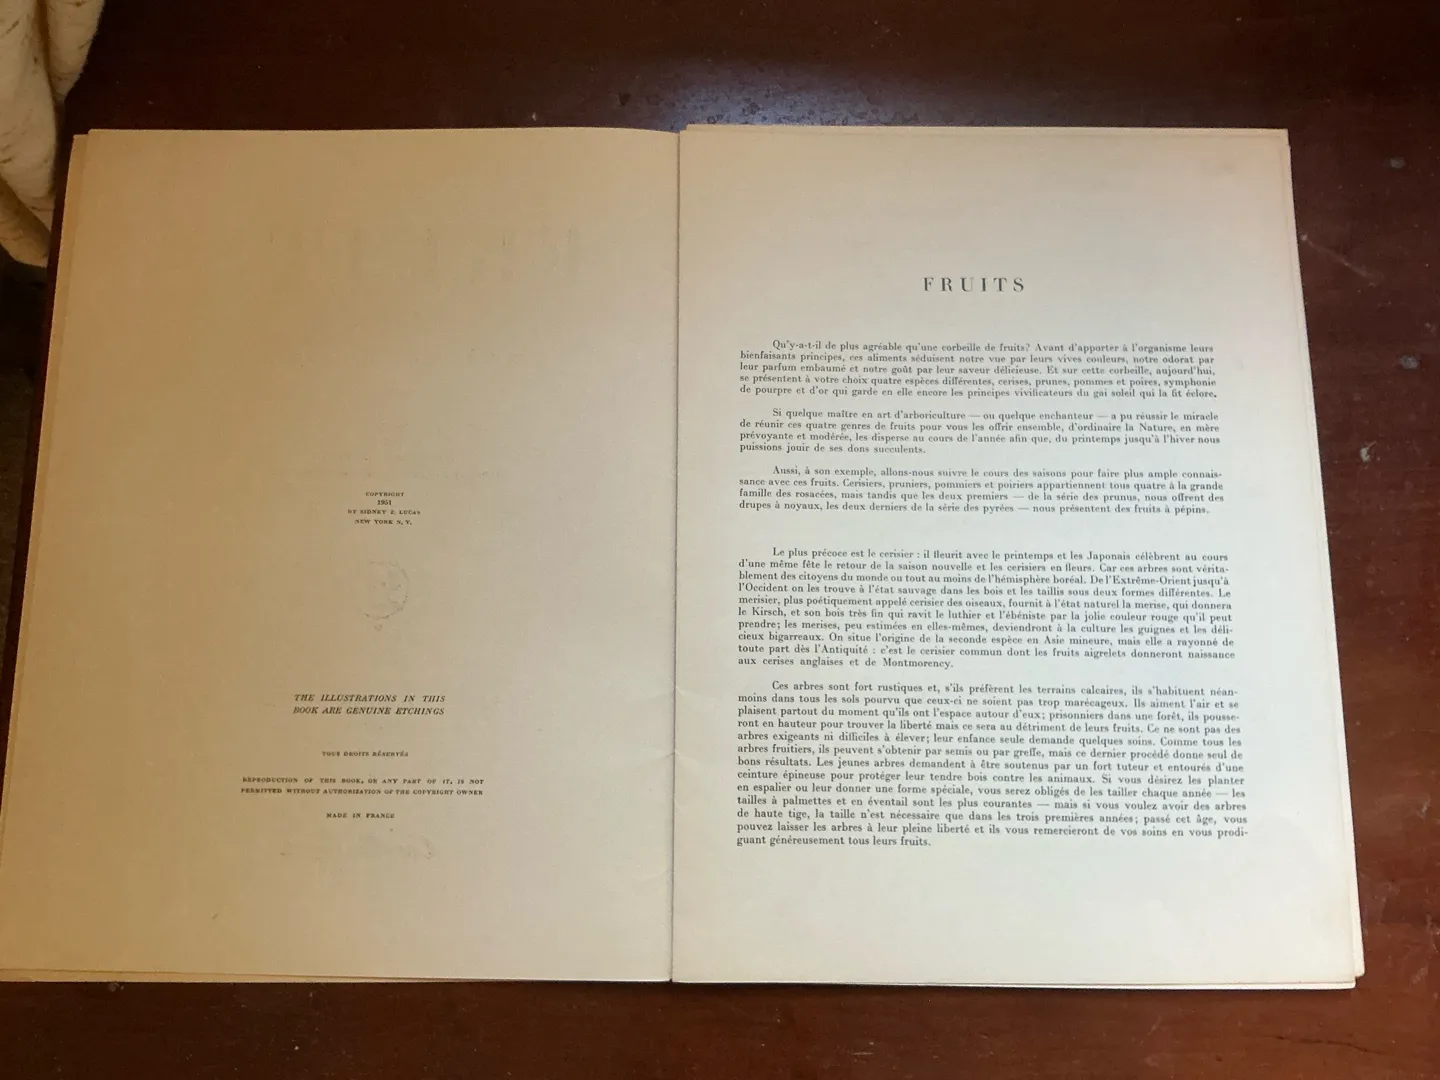 COPYRIGHT
1951
BY SIDNEY Z. LUCAS
NEW YORK N. Y.
THE ILLUSTRATIONS IN THIS
BOOK ARE GENUINE ETCHINGS
TOUS DROITS RÉSERVÉS
REPRODUCTION OF THIS BOOK, OR ANY PART OF IT, IS NOT
PERMITTED WITHOUT AUTHORIZATION OF THE COPYRIGHT OWNER
MADE IN FRANCE
FRUITS
Qu'y-a-t-il de plus agréable qu'une corbeille de fruits? Avant d'apporter à l'organisme leurs
bienfaisants principes, ces aliments séduisent notre vue par leurs vives couleurs, notre odorat par
leur parfum embaumé et notre goût par leur saveur délicieuse. Et sur cette corbeille, aujourd'hui,
se présentent à votre choix quatre espèces différentes, cerises, prunes, pommes et poires, symphonie
de pourpre et d'or qui garde en elle encore les principes vivificateurs du gai soleil qui la fit éclore.
Si quelque maître en art d'arboriculture — ou quelque enchanteur — a pu réussir le miracle
de réunir ces quatre genres de fruits pour vous les offrir ensemble, d'ordinaire la Nature, en mère
prévoyante et modérée, les disperse au cours de l'année afin que, du printemps jusqu'à l'hiver nous
puissions jouir de ses dons succulents.
Aussi, à son exemple, allons-nous suivre le cours des saisons pour faire plus ample connais-
sance avec ces fruits. Cerisiers, pruniers, pommiers et poiriers appartiennent tous quatre à la grande
famille des rosacées, mais tandis que les deux premiers — de la série des prunus, nous offrent des
drupes à noyaux, les deux derniers de la série des pyrées — nous présentent des fruits à pépins.
Le plus précoce est le cerisier : il fleurit avec le printemps et les Japonais célèbrent au cours
d'une même fête le retour de la saison nouvelle et les cerisiers en fleurs. Car ces arbres sont vérita-
blement des citoyens du monde ou tout au moins de l'hémisphère boréal. De l'Extrême-Orient jusqu'à
l'Occident on les trouve à l'état sauvage dans les bois et les taillis sous deux formes différentes. Le
merisier, plus poétiquement appelé cerisier des oiseaux, fournit à l'état naturel la merise, qui donnera
le Kirsch, et son bois très fin qui ravit le luthier et l'ébéniste par la jolie couleur rouge qu'il peut
prendre; les merises, peu estimées en elles-mêmes, deviendront à la culture les guignes et les déli-
cieux bigarreaux. On situe l'origine de la seconde espèce en Asie mineure, mais elle a rayonné de
toute part dès l'Antiquité : c'est le cerisier commun dont les fruits aigrelets donneront naissance
aux cerises anglaises et de Montmorency.
Ces arbres sont fort rustiques et, s'ils préfèrent les terrains calcaires, ils s'habituent néan-
moins dans tous les sols pourvu que ceux-ci ne soient pas trop marécageux. Ils aiment l'air et se
plaisent partout du moment qu'ils ont l'espace autour d'eux; prisonniers dans une forêt, ils pousse-
ront en hauteur pour trouver la liberté mais ce sera au détriment de leurs fruits. Ce ne sont pas des
arbres exigeants ni difficiles à élever; leur enfance seule demande quelques soins. Comme tous les
arbres fruitiers, ils peuvent s'obtenir par semis ou par greffe, mais ce dernier procédé donne seul de
bons résultats. Les jeunes arbres demandent à être soutenus par un fort tuteur et entourés d'une
ceinture épineuse pour protéger leur tendre bois contre les animaux. Si vous désirez les planter
en espalier ou leur donner une forme spéciale, vous serez obligés de les tailler chaque année — les
tailles à palmettes et en éventail sont les plus courantes — mais si vous voulez avoir des arbres
de haute tige, la taille n'est nécessaire que dans les trois premières années; passé cet âge, vous
pouvez laisser les arbres à leur pleine liberté et ils vous remercieront de vos soins en vous prodi-
guant généreusement tous leurs fruits.